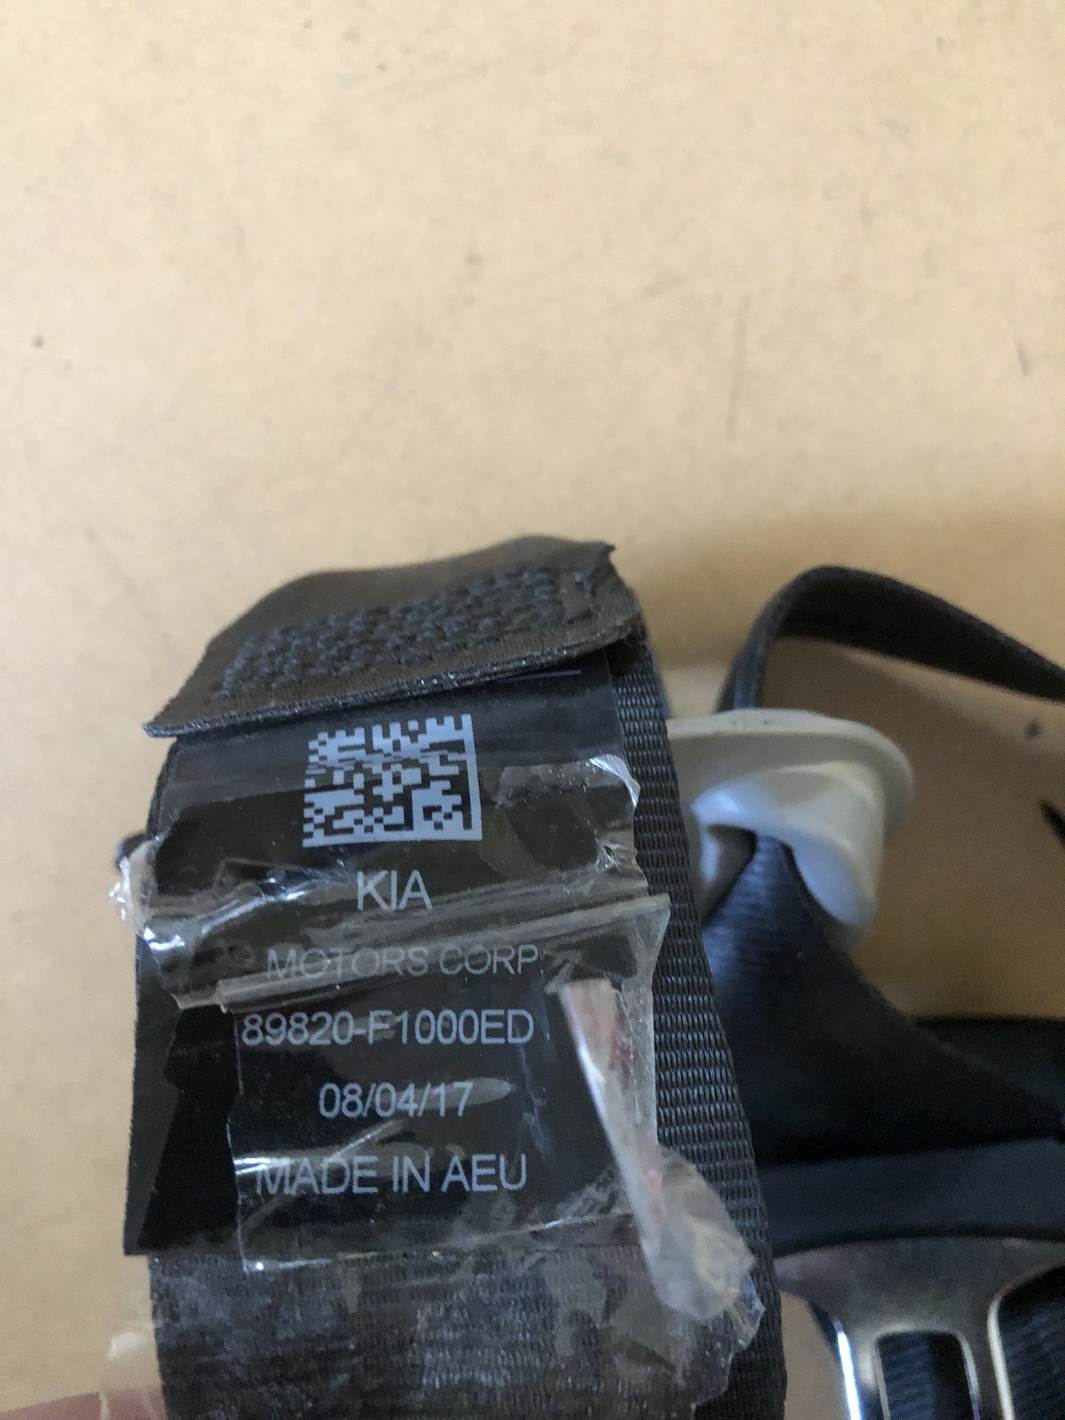 KIA
MOTORS CORP
89820-F1000ED
08/04/17
MADE IN AEU